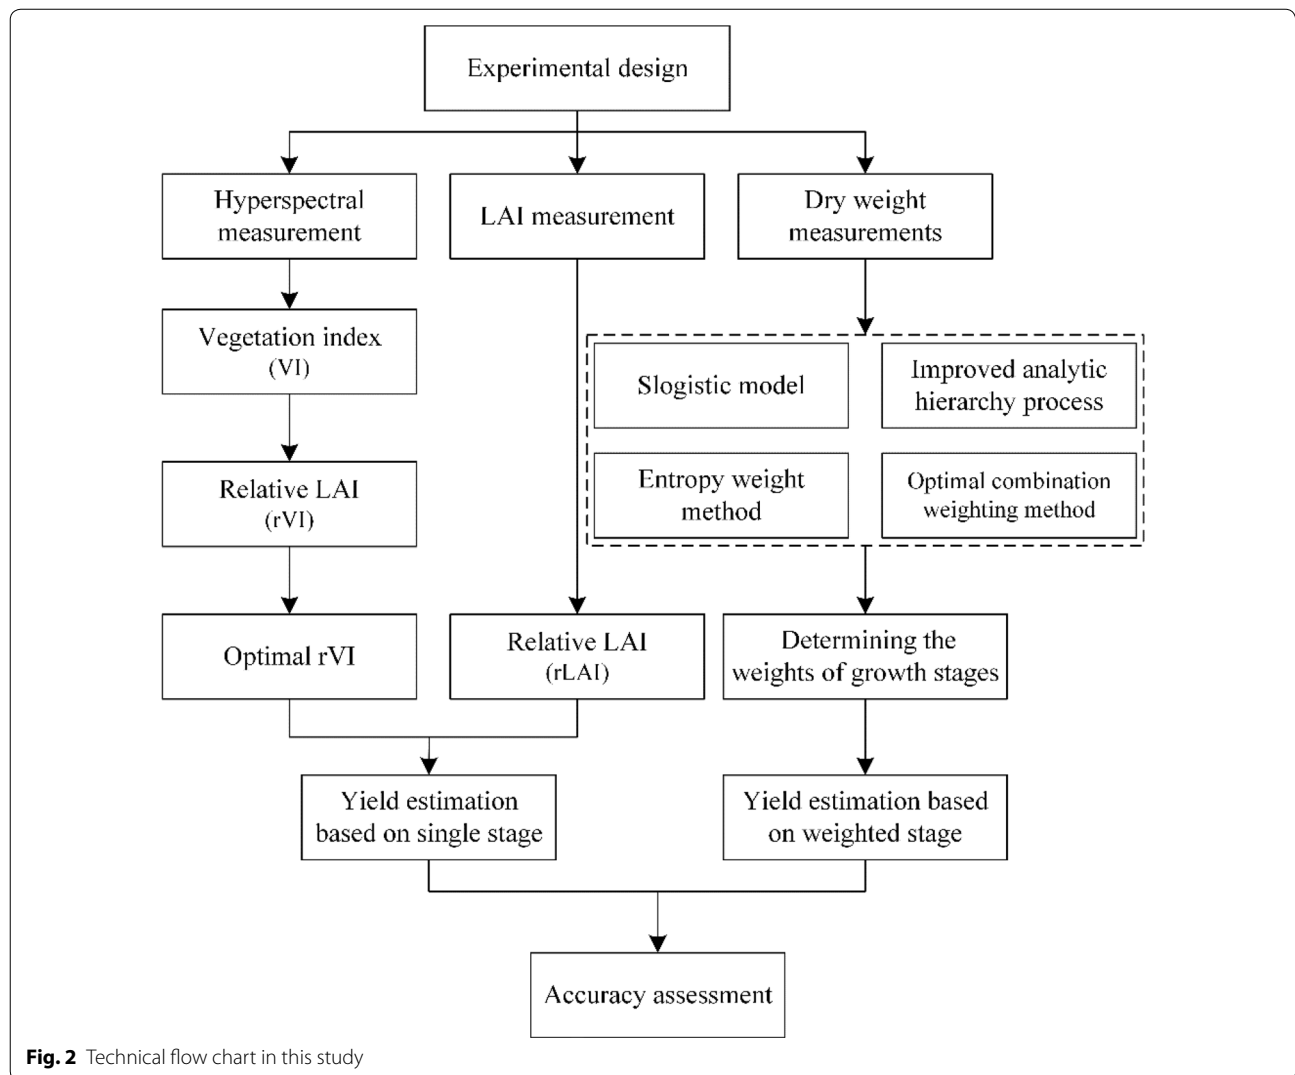 Experimental design
Hyperspectral
measurement
LAI measurement
Dry weight
measurements
Vegetation index
(VI)
Slogistic model
Improved analytic
hierarchy process
Relative LAI
(rVI)
Entropy weight
method
Optimal combination
weighting method
Optimal rVI
Relative LAI
(rLAI)
Determining the
weights of growth stages
Yield estimation
based on single stage
Yield estimation based
on weighted stage
Accuracy assessment
Fig. 2 Technical flow chart in this study